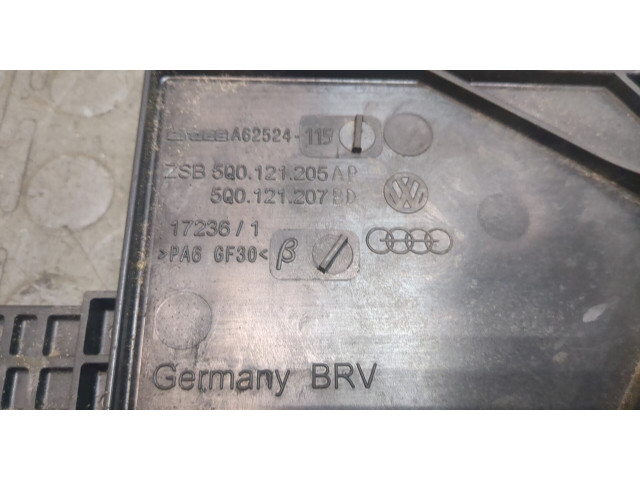 A62524-115
ZSB 5Q0.121.205 AP
5Q0.121.207 BD
17236 / 1
>PA6 GF30< β
Germany BRV